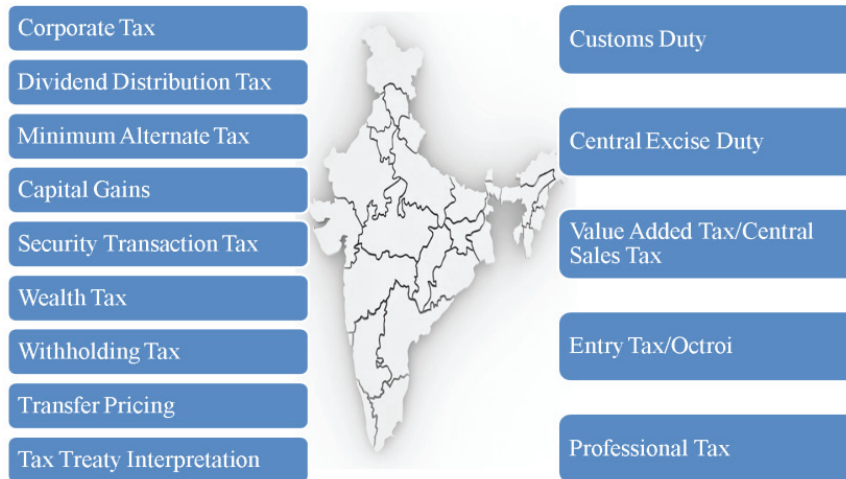 Corporate Tax
Dividend Distribution Tax
Minimum Alternate Tax
Capital Gains
Security Transaction Tax
Wealth Tax
Withholding Tax
Transfer Pricing
Tax Treaty Interpretation
Customs Duty
Central Excise Duty
Value Added Tax/Central
Sales Tax
Entry Tax/Octroi
Professional Tax